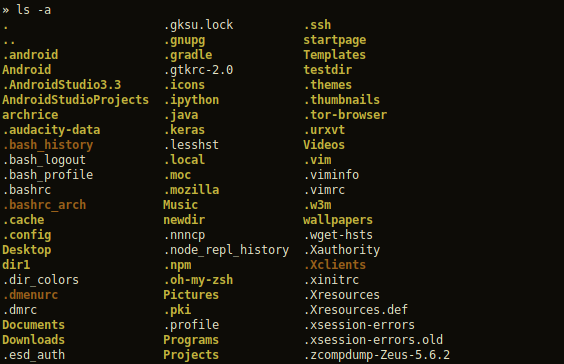 » ls -a
. .gksu.lock .ssh
.. .gnupg startpage
.android .gradle Templates
Android .gtkrc-2.0 testdir
.AndroidStudio3.3 .icons .themes
AndroidStudioProjects .ipython .thumbnails
archrice .java .tor-browser
.audacity-data .keras .urxvt
.bash_history .lesshst Videos
.bash_logout .local .vim
.bash_profile .moc .viminfo
.bashrc .mozilla .vimrc
.bashrc_arch Music .w3m
.cache newdir wallpapers
.config .nnncp .wget-hsts
Desktop .node_repl_history .Xauthority
dir1 .npm .Xclients
.dir_colors .oh-my-zsh .xinitrc
.dmenurc Pictures .Xresources
.dmrc .pki .Xresources.def
Documents .profile .xsession-errors
Downloads Programs .xsession-errors.old
.esd_auth Projects .zcompdump-Zeus-5.6.2